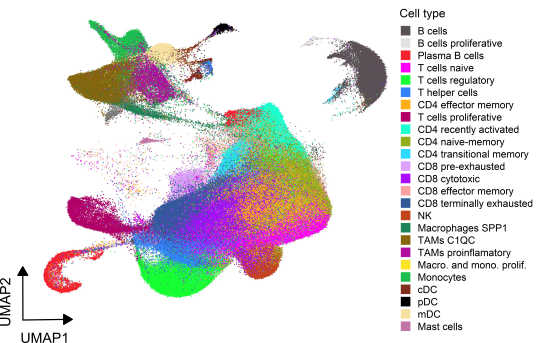 Cell type
B cells
B cells proliferative
Plasma B cells
T cells naive
T cells regulatory
T helper cells
CD4 effector memory
T cells proliferative
CD4 recently activated
CD4 naive-memory
CD4 transitional memory
CD8 pre-exhausted
CD8 cytotoxic
CD8 effector memory
CD8 terminally exhausted
NK
Macrophages SPP1
TAMs C1QC
TAMs proinflamatory
Macro. and mono. prolif.
Monocytes
cDC
pDC
mDC
Mast cells
UMAP2
UMAP1